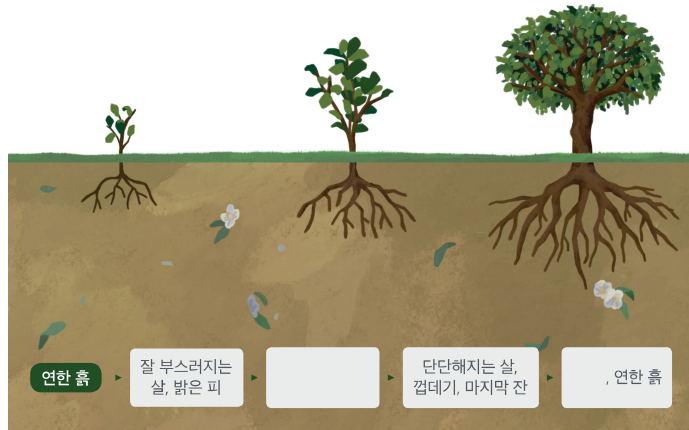 연한 흙
잘 부스러지는
살, 밝은 피
단단해지는 살,
껍데기, 마지막 잔
, 연한 흙